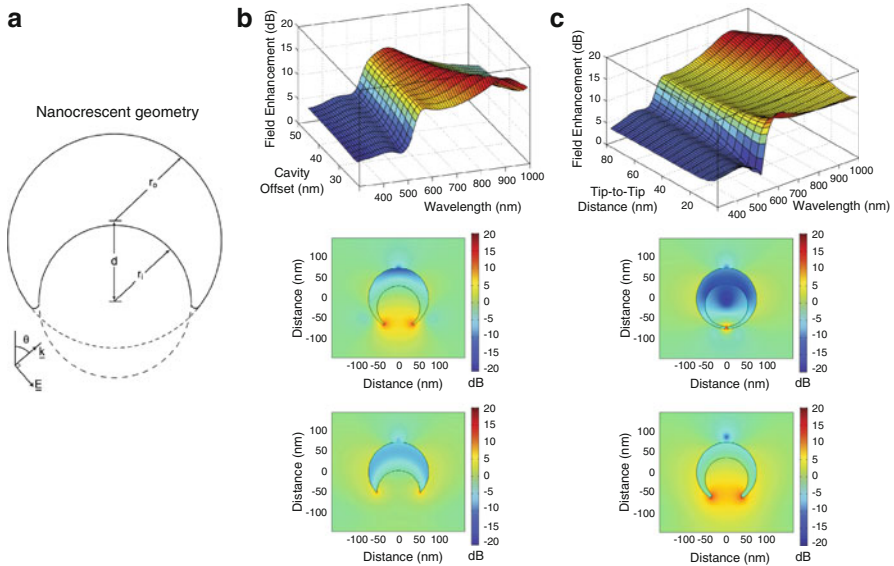 a
Nanocrescent geometry
r₀
d
rᵢ
θ
k
E
b
Field Enhancement (dB)
20
15
10
5
0
50
40
30
Cavity
Offset (nm)
400 500 600 700 800 900 1000
Wavelength (nm)
Distance (nm)
100
50
0
-50
-100
-100 -50 0 50 100
Distance (nm)
20
15
10
5
0
-5
-10
-15
-20
dB
Distance (nm)
100
50
0
-50
-100
-100 -50 0 50 100
Distance (nm)
20
15
10
5
0
-5
-10
-15
-20
dB
c
Field Enhancement (dB)
20
15
10
5
0
80
60
40
20
Tip-to-Tip
Distance (nm)
400 500 600 700 800 900 1000
Wavelength (nm)
Distance (nm)
100
50
0
-50
-100
-100 -50 0 50 100
Distance (nm)
20
15
10
5
0
-5
-10
-15
-20
dB
Distance (nm)
100
50
0
-50
-100
-100 -50 0 50 100
Distance (nm)
20
15
10
5
0
-5
-10
-15
-20
dB